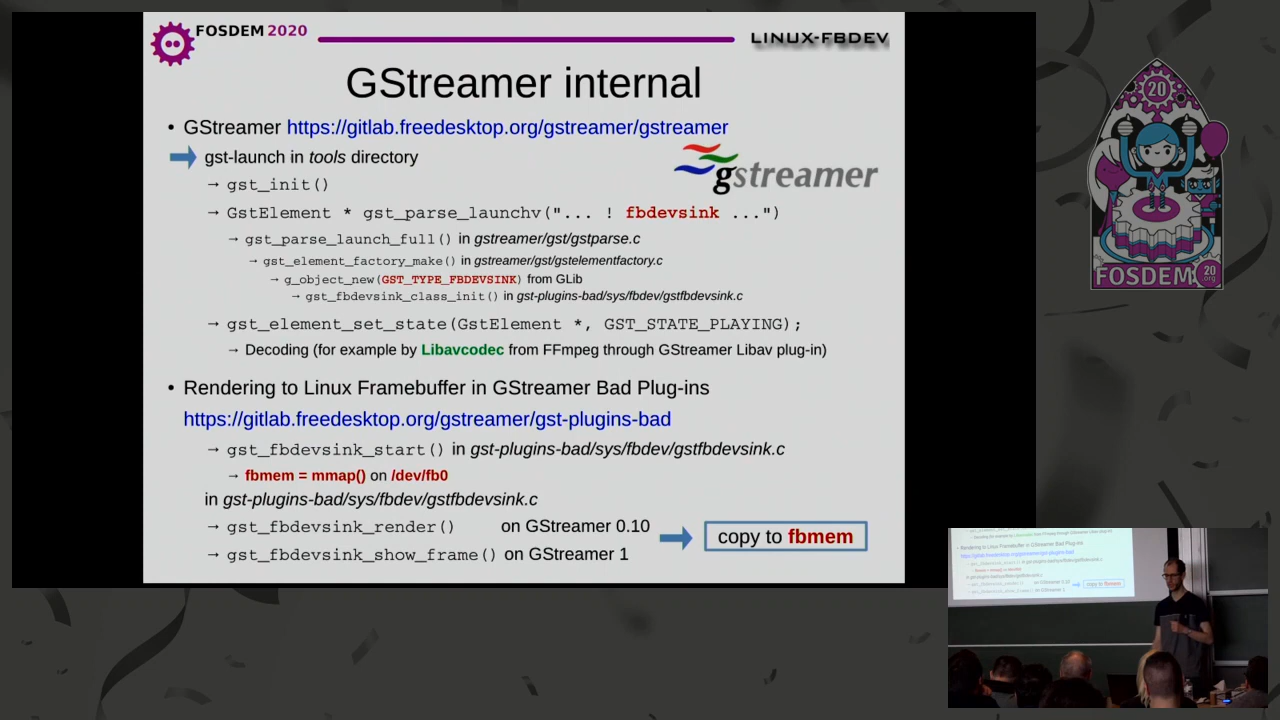 FOSDEM 2020
LINUX-FBDEV
GStreamer internal
• GStreamer https://gitlab.freedesktop.org/gstreamer/gstreamer
gst-launch in tools directory
gstreamer
→ gst_init()
→ GstElement * gst_parse_launchv("... ! fbdevsink ...")
→ gst_parse_launch_full() in gstreamer/gst/gstparse.c
→ gst_element_factory_make() in gstreamer/gst/gstelementfactory.c
→ g_object_new(GST_TYPE_FBDEVSINK) from GLib
→ gst_fbdevsink_class_init() in gst-plugins-bad/sys/fbdev/gstfbdevsink.c
→ gst_element_set_state(GstElement *, GST_STATE_PLAYING);
→ Decoding (for example by Libavcodec from FFmpeg through GStreamer Libav plug-in)
• Rendering to Linux Framebuffer in GStreamer Bad Plug-ins
https://gitlab.freedesktop.org/gstreamer/gst-plugins-bad
→ gst_fbdevsink_start() in gst-plugins-bad/sys/fbdev/gstfbdevsink.c
→ fbmem = mmap() on /dev/fb0
in gst-plugins-bad/sys/fbdev/gstfbdevsink.c
→ gst_fbdevsink_render() on GStreamer 0.10
→ gst_fbdevsink_show_frame() on GStreamer 1
copy to fbmem
20
FOSDEM
20
.org